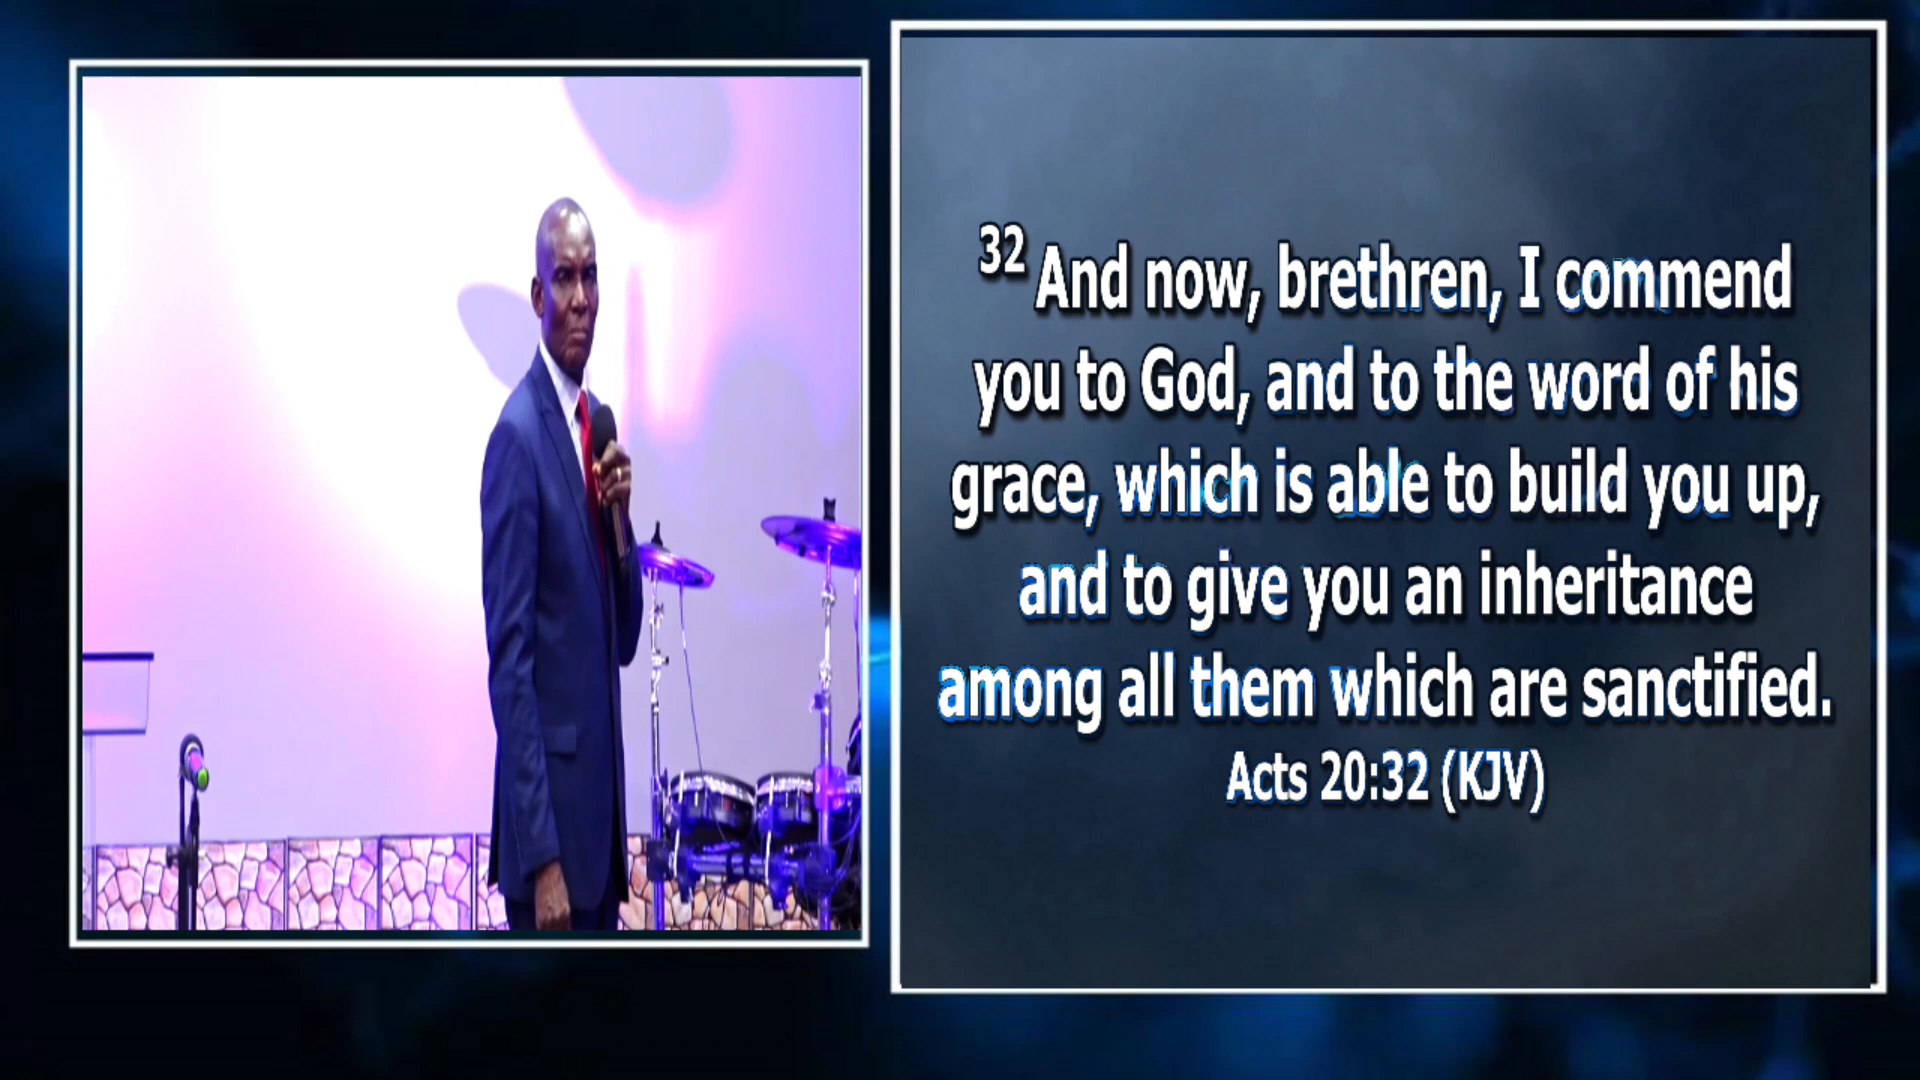 32 And now, brethren, I commend
you to God, and to the word of his
grace, which is able to build you up,
and to give you an inheritance
among all them which are sanctified.
Acts 20:32 (KJV)